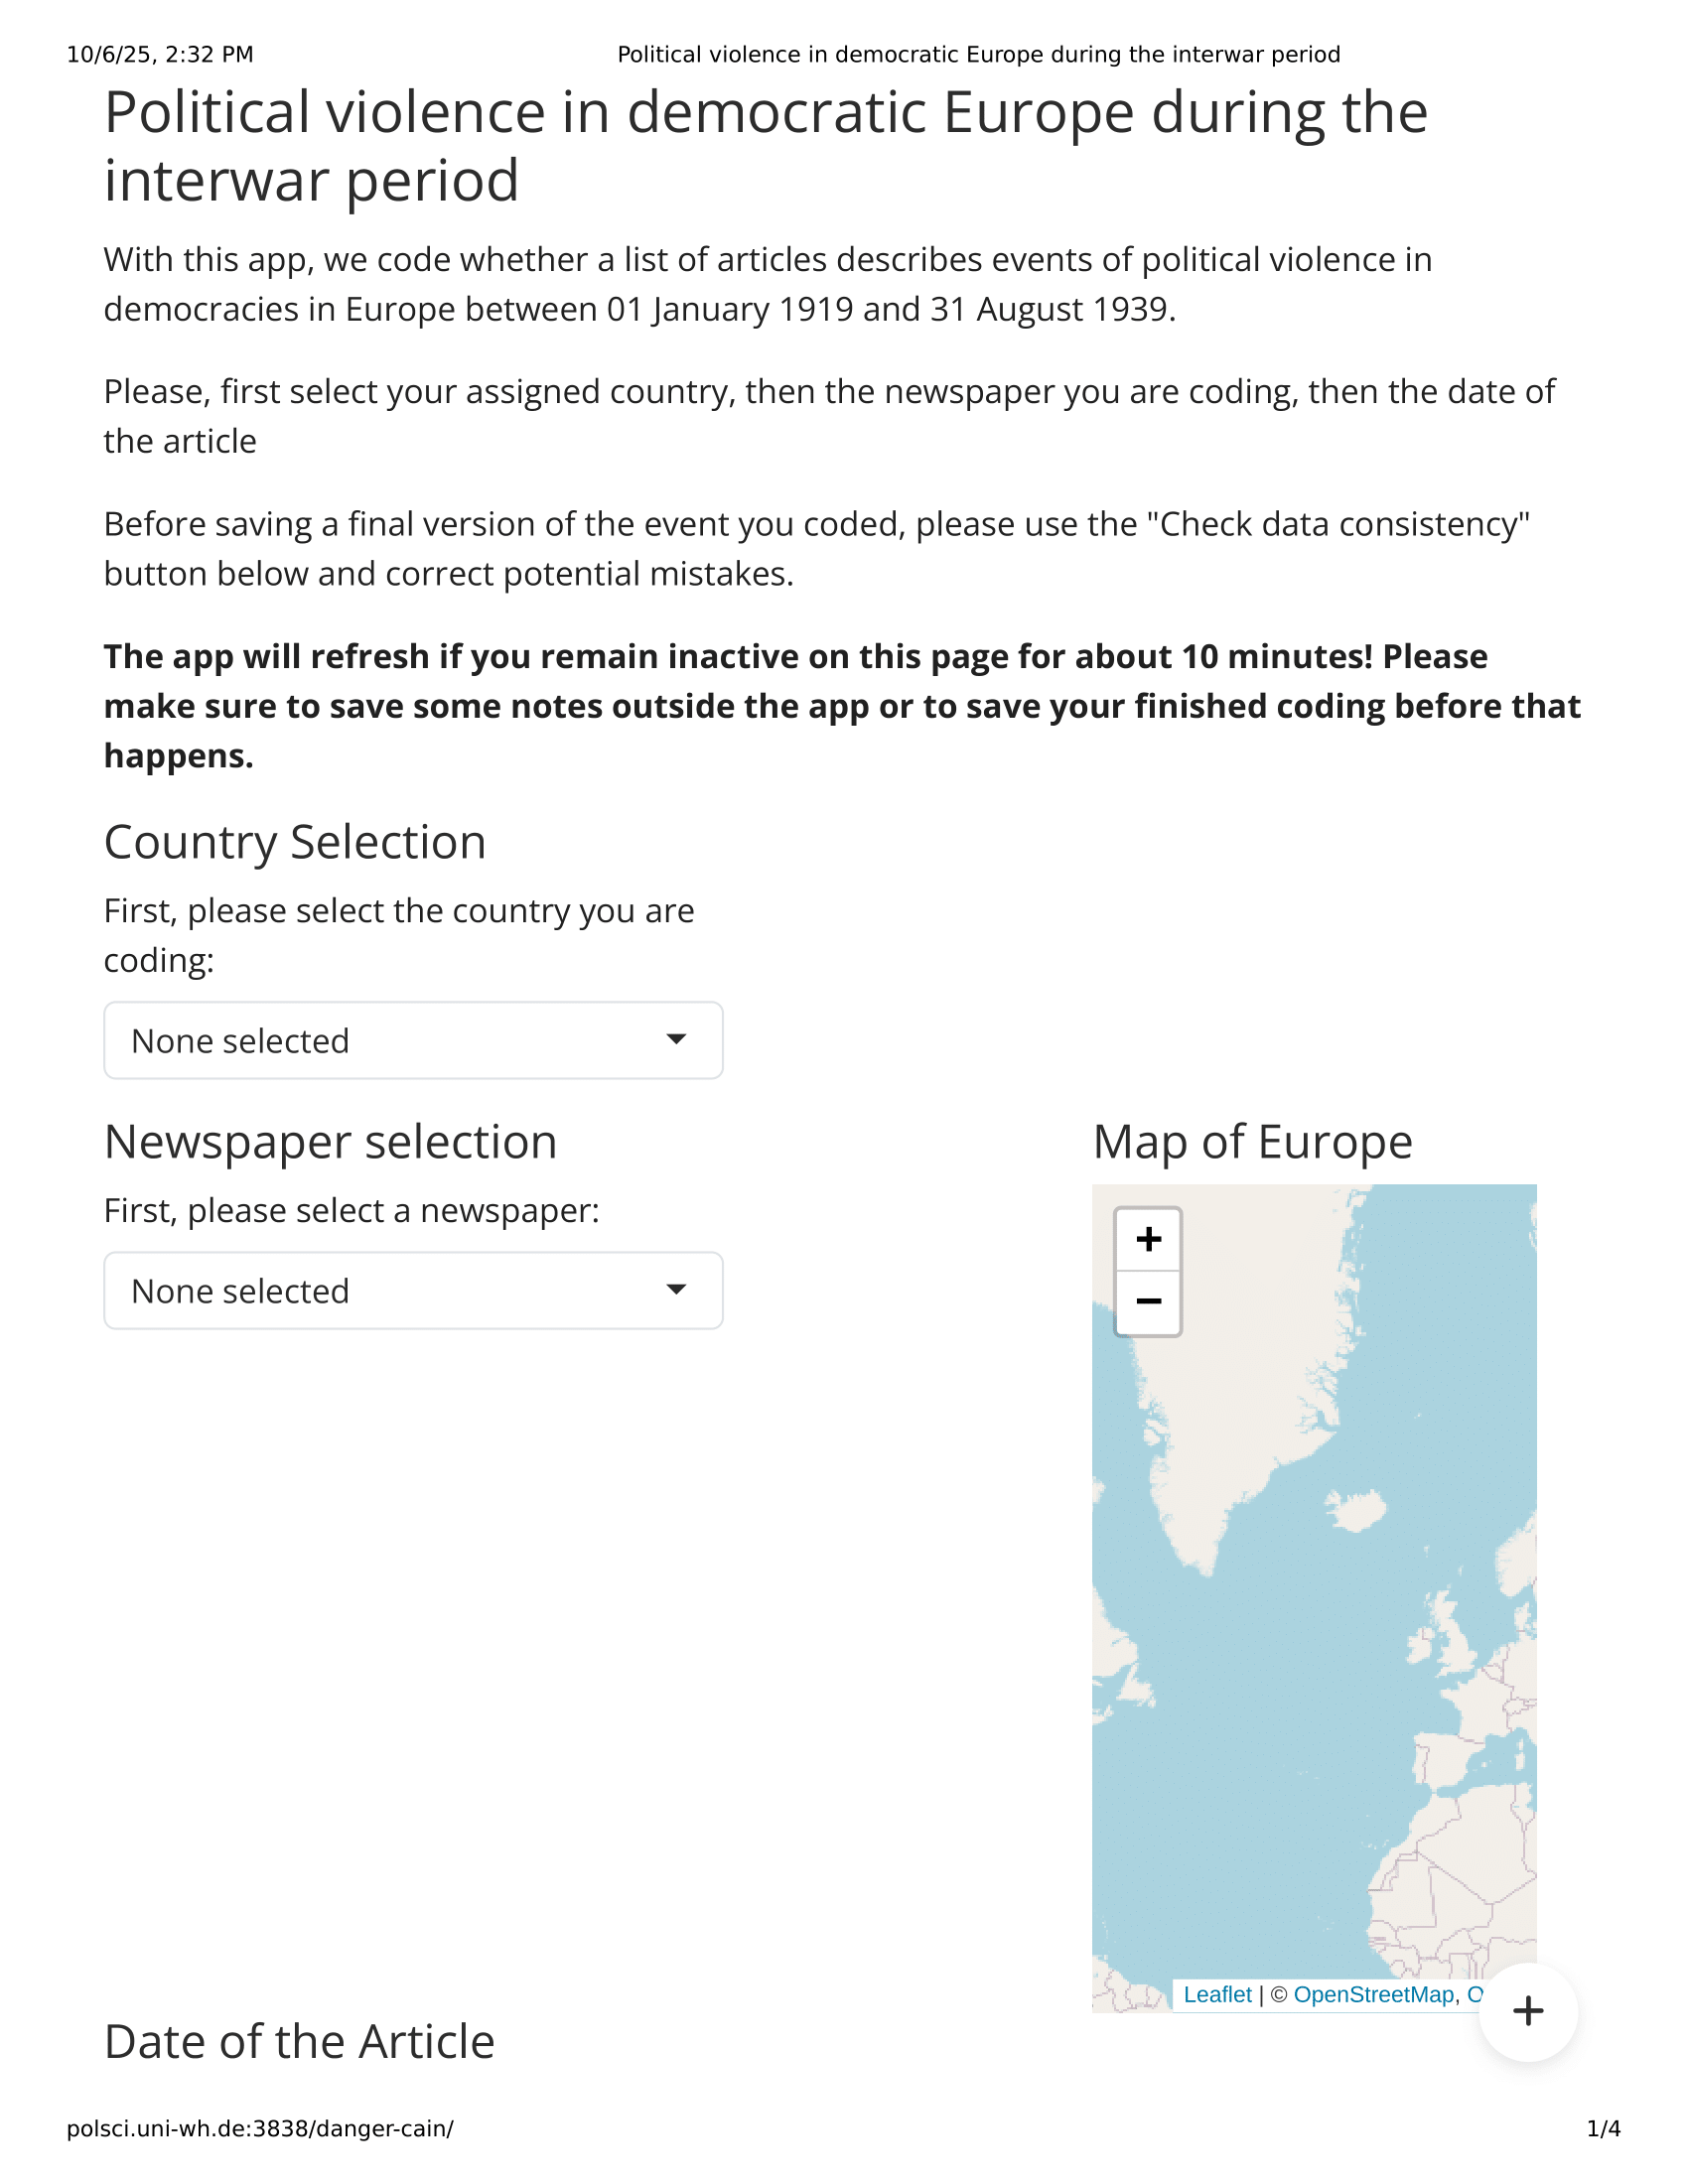 10/6/25, 2:32 PM
Political violence in democratic Europe during the interwar period
Political violence in democratic Europe during the
interwar period
With this app, we code whether a list of articles describes events of political violence in
democracies in Europe between 01 January 1919 and 31 August 1939.
Please, first select your assigned country, then the newspaper you are coding, then the date of
the article
Before saving a final version of the event you coded, please use the "Check data consistency"
button below and correct potential mistakes.
The app will refresh if you remain inactive on this page for about 10 minutes! Please
make sure to save some notes outside the app or to save your finished coding before that
happens.
Country Selection
First, please select the country you are
coding:
None selected
Newspaper selection
First, please select a newspaper:
None selected
Map of Europe
+
−
Leaflet | © OpenStreetMap, O
+
Date of the Article
polsci.uni-wh.de:3838/danger-cain/
1/4